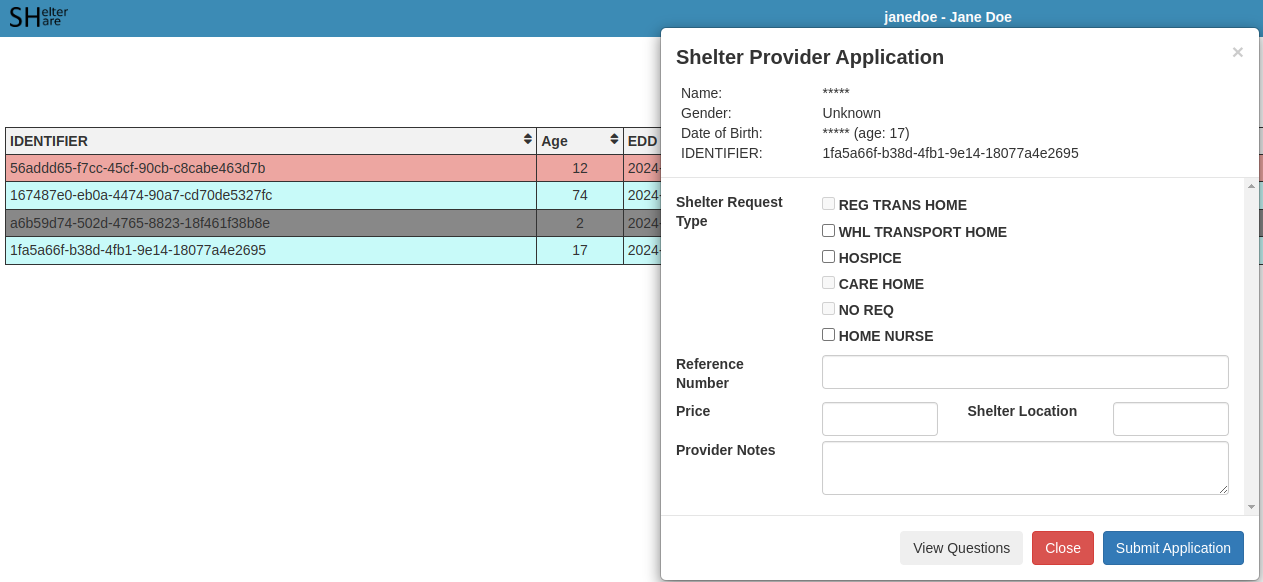 SHelter
Hare
janedoe - Jane Doe
Shelter Provider Application
×
Name: *****
Gender: Unknown
Date of Birth: ***** (age: 17)
IDENTIFIER: 1fa5a66f-b38d-4fb1-9e14-18077a4e2695
IDENTIFIER Age EDD
56addd65-f7cc-45cf-90cb-c8cabe463d7b 12 2024-
167487e0-eb0a-4474-90a7-cd70de5327fc 74 2024-
a6b59d74-502d-4765-8823-18f461f38b8e 2 2024-
1fa5a66f-b38d-4fb1-9e14-18077a4e2695 17 2024-
Shelter Request
Type
REG TRANS HOME
WHL TRANSPORT HOME
HOSPICE
CARE HOME
NO REQ
HOME NURSE
Reference
Number
Price Shelter Location
Provider Notes
View Questions Close Submit Application